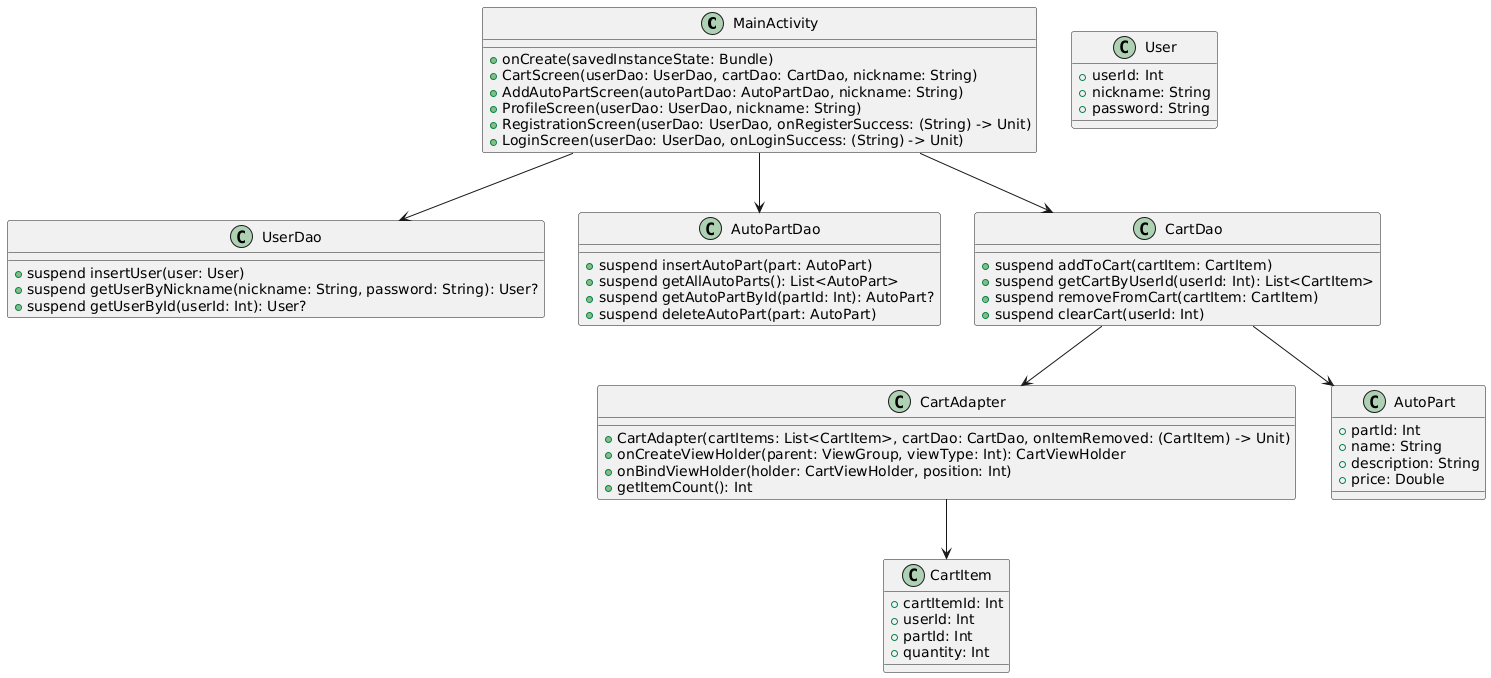 C MainActivity
onCreate(savedInstanceState: Bundle)
CartScreen(userDao: UserDao, cartDao: CartDao, nickname: String)
AddAutoPartScreen(autoPartDao: AutoPartDao, nickname: String)
ProfileScreen(userDao: UserDao, nickname: String)
RegistrationScreen(userDao: UserDao, onRegisterSuccess: (String) -> Unit)
LoginScreen(userDao: UserDao, onLoginSuccess: (String) -> Unit)
C User
userId: Int
nickname: String
password: String
C UserDao
suspend insertUser(user: User)
suspend getUserByNickname(nickname: String, password: String): User?
suspend getUserById(userId: Int): User?
C AutoPartDao
suspend insertAutoPart(part: AutoPart)
suspend getAllAutoParts(): List<AutoPart>
suspend getAutoPartById(partId: Int): AutoPart?
suspend deleteAutoPart(part: AutoPart)
C CartDao
suspend addToCart(cartItem: CartItem)
suspend getCartByUserId(userId: Int): List<CartItem>
suspend removeFromCart(cartItem: CartItem)
suspend clearCart(userId: Int)
C CartAdapter
CartAdapter(cartItems: List<CartItem>, cartDao: CartDao, onItemRemoved: (CartItem) -> Unit)
onCreateViewHolder(parent: ViewGroup, viewType: Int): CartViewHolder
onBindViewHolder(holder: CartViewHolder, position: Int)
getItemCount(): Int
C AutoPart
partId: Int
name: String
description: String
price: Double
C CartItem
cartItemId: Int
userId: Int
partId: Int
quantity: Int